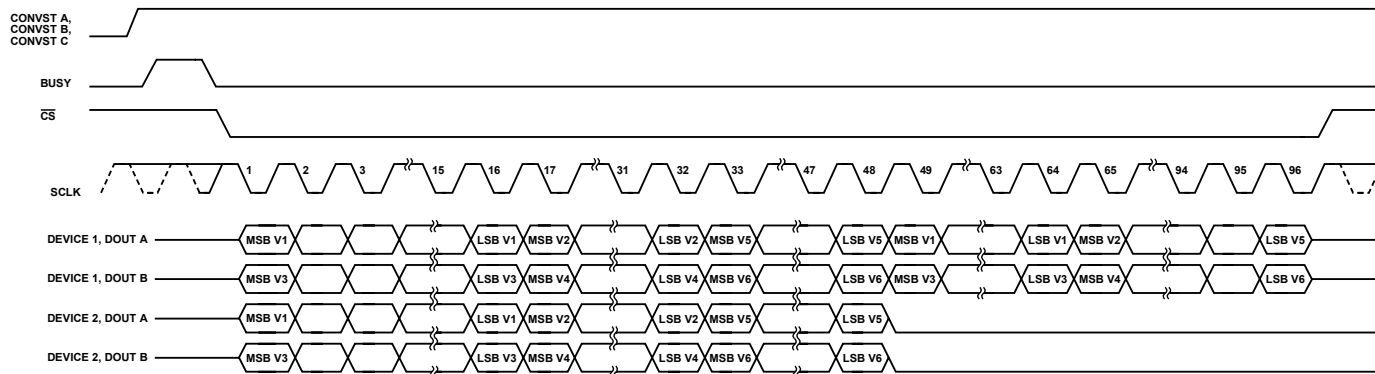 CONVST A,
CONVST B,
CONVST C
BUSY
CS
SCLK
1 2 3 15 16 17 31 32 33 47 48 49 63 64 65 94 95 96
DEVICE 1, DOUT A MSB V1 LSB V1 MSB V2 LSB V2 MSB V5 LSB V5 MSB V1 LSB V1 MSB V2 LSB V5
DEVICE 1, DOUT B MSB V3 LSB V3 MSB V4 LSB V4 MSB V6 LSB V6 MSB V3 LSB V3 MSB V4 LSB V6
DEVICE 2, DOUT A MSB V1 LSB V1 MSB V2 LSB V2 MSB V5 LSB V5
DEVICE 2, DOUT B MSB V3 LSB V3 MSB V4 LSB V4 MSB V6 LSB V6